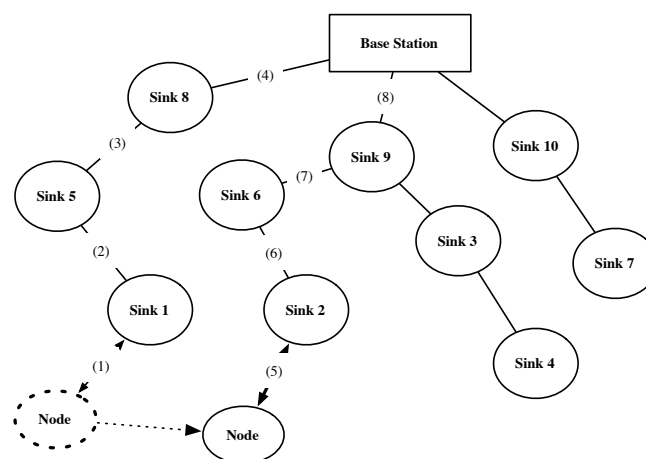 Base Station
(4)
Sink 8
(8)
(3)
Sink 10
Sink 9
(7)
Sink 5
Sink 6
Sink 3
(2)
(6)
Sink 7
Sink 1
Sink 2
Sink 4
(1)
(5)
Node
Node